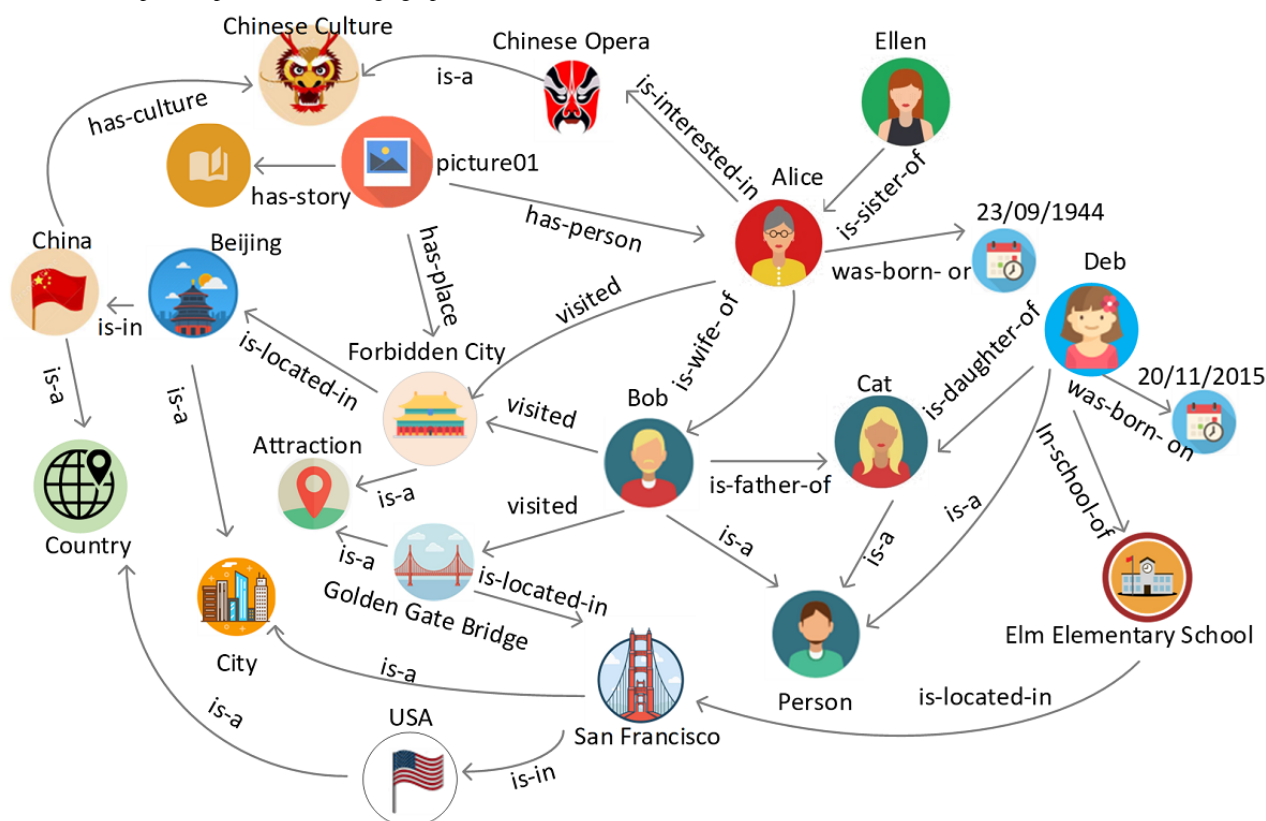 Chinese Culture
Chinese Opera
Ellen
is-a
has-culture
is-interested-in
picture01
has-story
Alice
is-sister-of
has-person
23/09/1944
China
Beijing
has-place
was-born- or
Deb
visited
is-in
is-located-in
Forbidden City
is-wife- of
is-daughter-of
20/11/2015
is-a
is-a
visited
Bob
Cat
was-born- on
Attraction
is-a
is-father-of
In-school-of
visited
is-a
Country
is-a
is-a
is-a
is-located-in
Golden Gate Bridge
Elm Elementary School
City
is-a
Person
is-located-in
is-a
USA
San Francisco
is-in